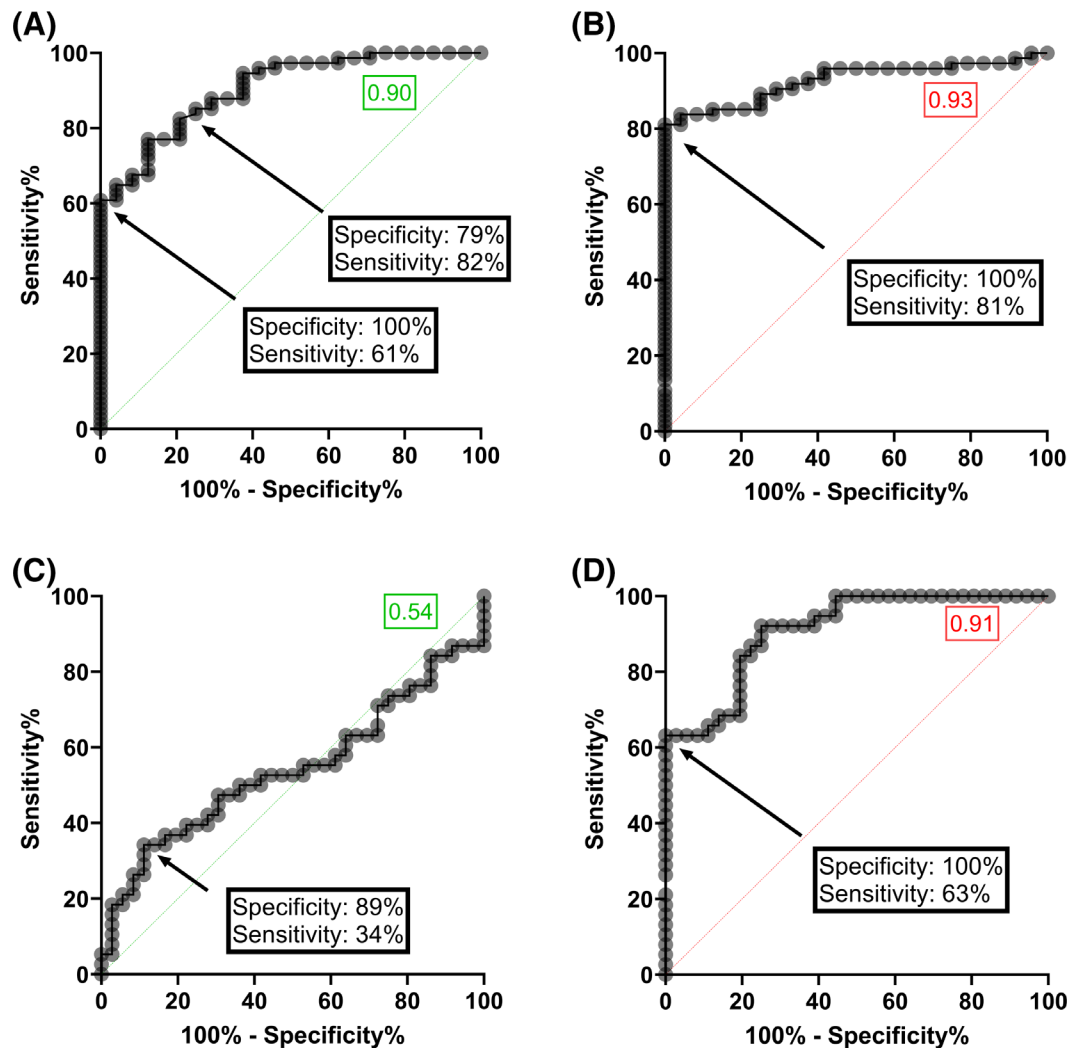 (A)
100
80
60
40
20
0
Sensitivity%
0.90
Specificity: 79%
Sensitivity: 82%
Specificity: 100%
Sensitivity: 61%
0 20 40 60 80 100
100% - Specificity%
(B)
100
80
60
40
20
0
Sensitivity%
0.93
Specificity: 100%
Sensitivity: 81%
0 20 40 60 80 100
100% - Specificity%
(C)
100
80
60
40
20
0
Sensitivity%
0.54
Specificity: 89%
Sensitivity: 34%
0 20 40 60 80 100
100% - Specificity%
(D)
100
80
60
40
20
0
Sensitivity%
0.91
Specificity: 100%
Sensitivity: 63%
0 20 40 60 80 100
100% - Specificity%